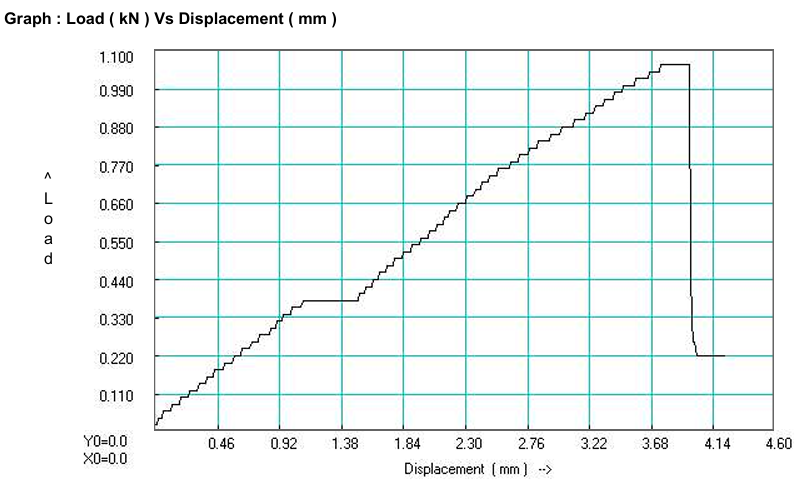 Graph : Load ( kN ) Vs Displacement ( mm )
1.100
0.990
0.880
0.770
0.660
0.550
0.440
0.330
0.220
0.110
^
L
o
a
d
Y0=0.0
X0=0.0
0.46 0.92 1.38 1.84 2.30 2.76 3.22 3.68 4.14 4.60
Displacement ( mm ) -->